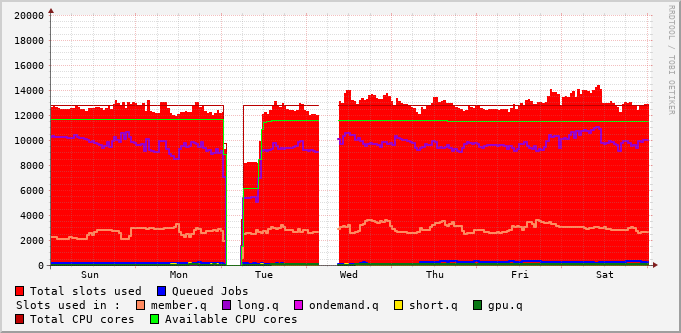 20000
18000
16000
14000
12000
10000
8000
6000
4000
2000
0
Sun Mon Tue Wed Thu Fri Sat
Total slots used Queued Jobs
Slots used in : member.q long.q ondemand.q short.q gpu.q
Total CPU cores Available CPU cores
RRDTOOL / TOBI OETIKER